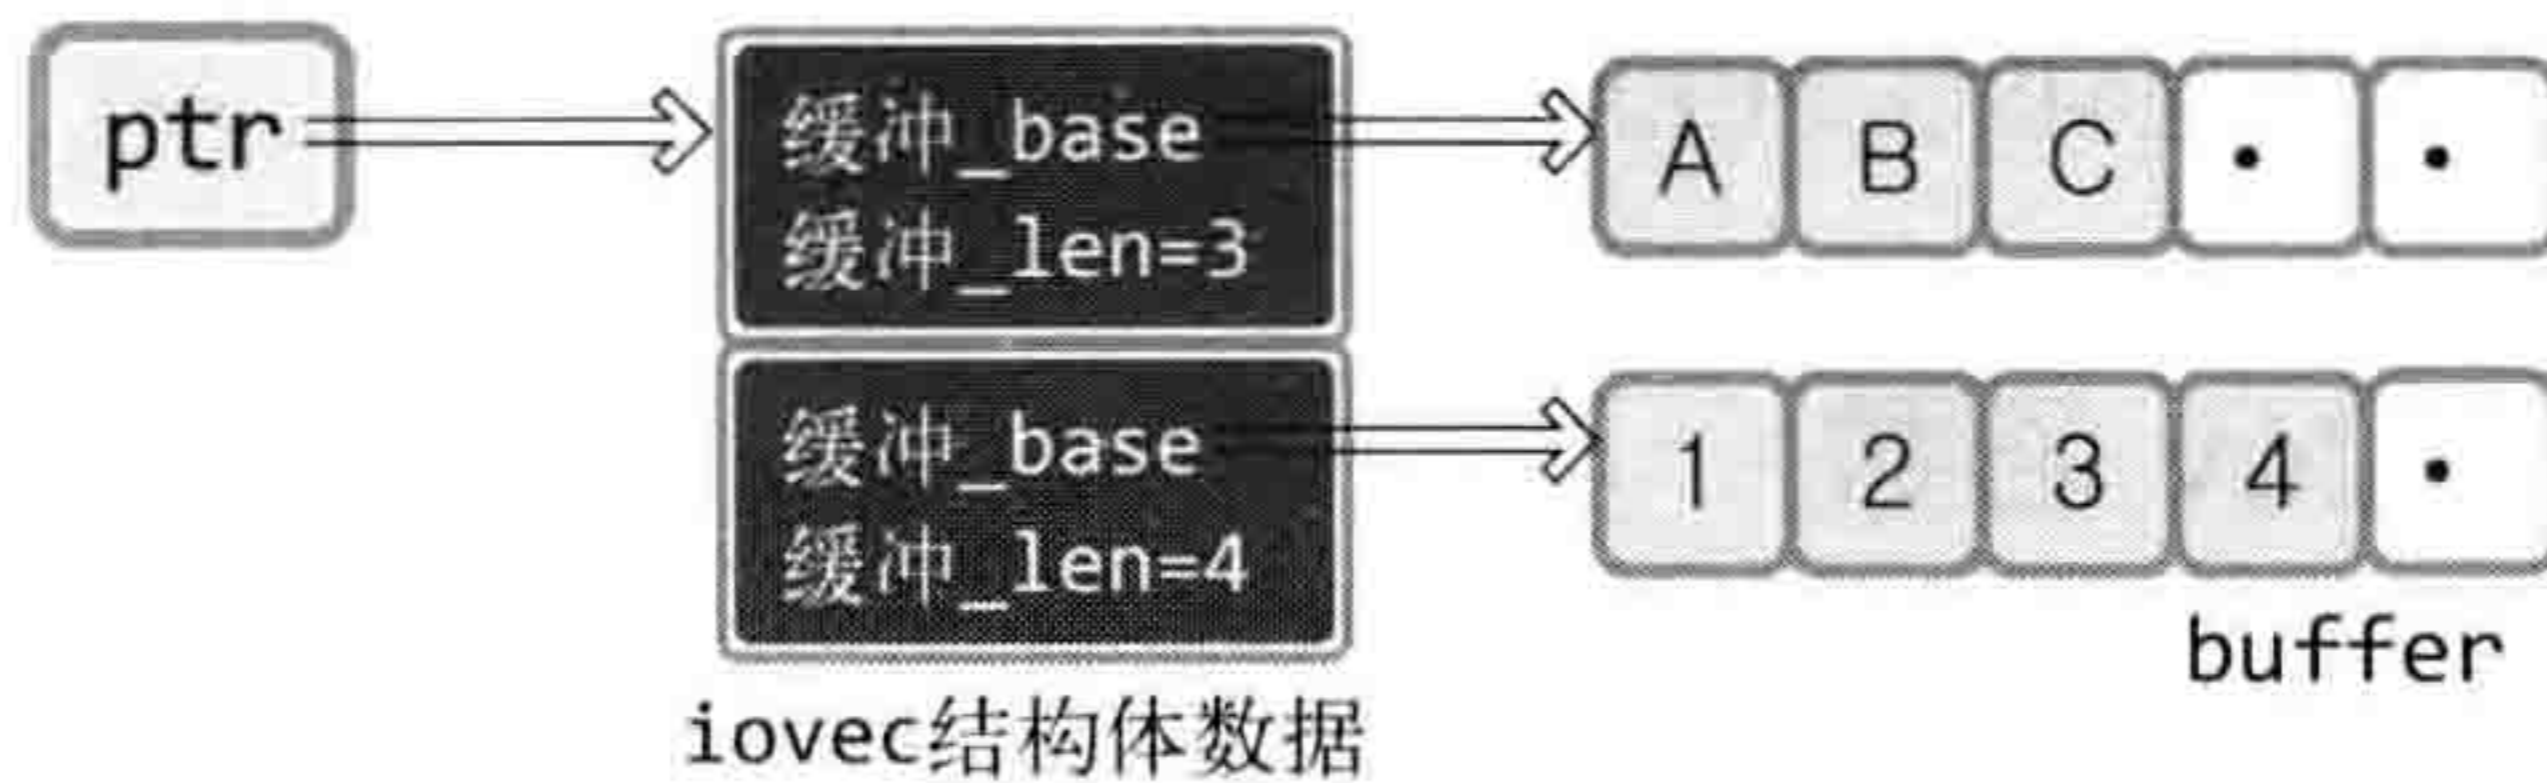 ptr
缓冲_base
缓冲_len=3
A B C • •
缓冲_base
缓冲_len=4
1 2 3 4 •
buffer
iovec结构体数据